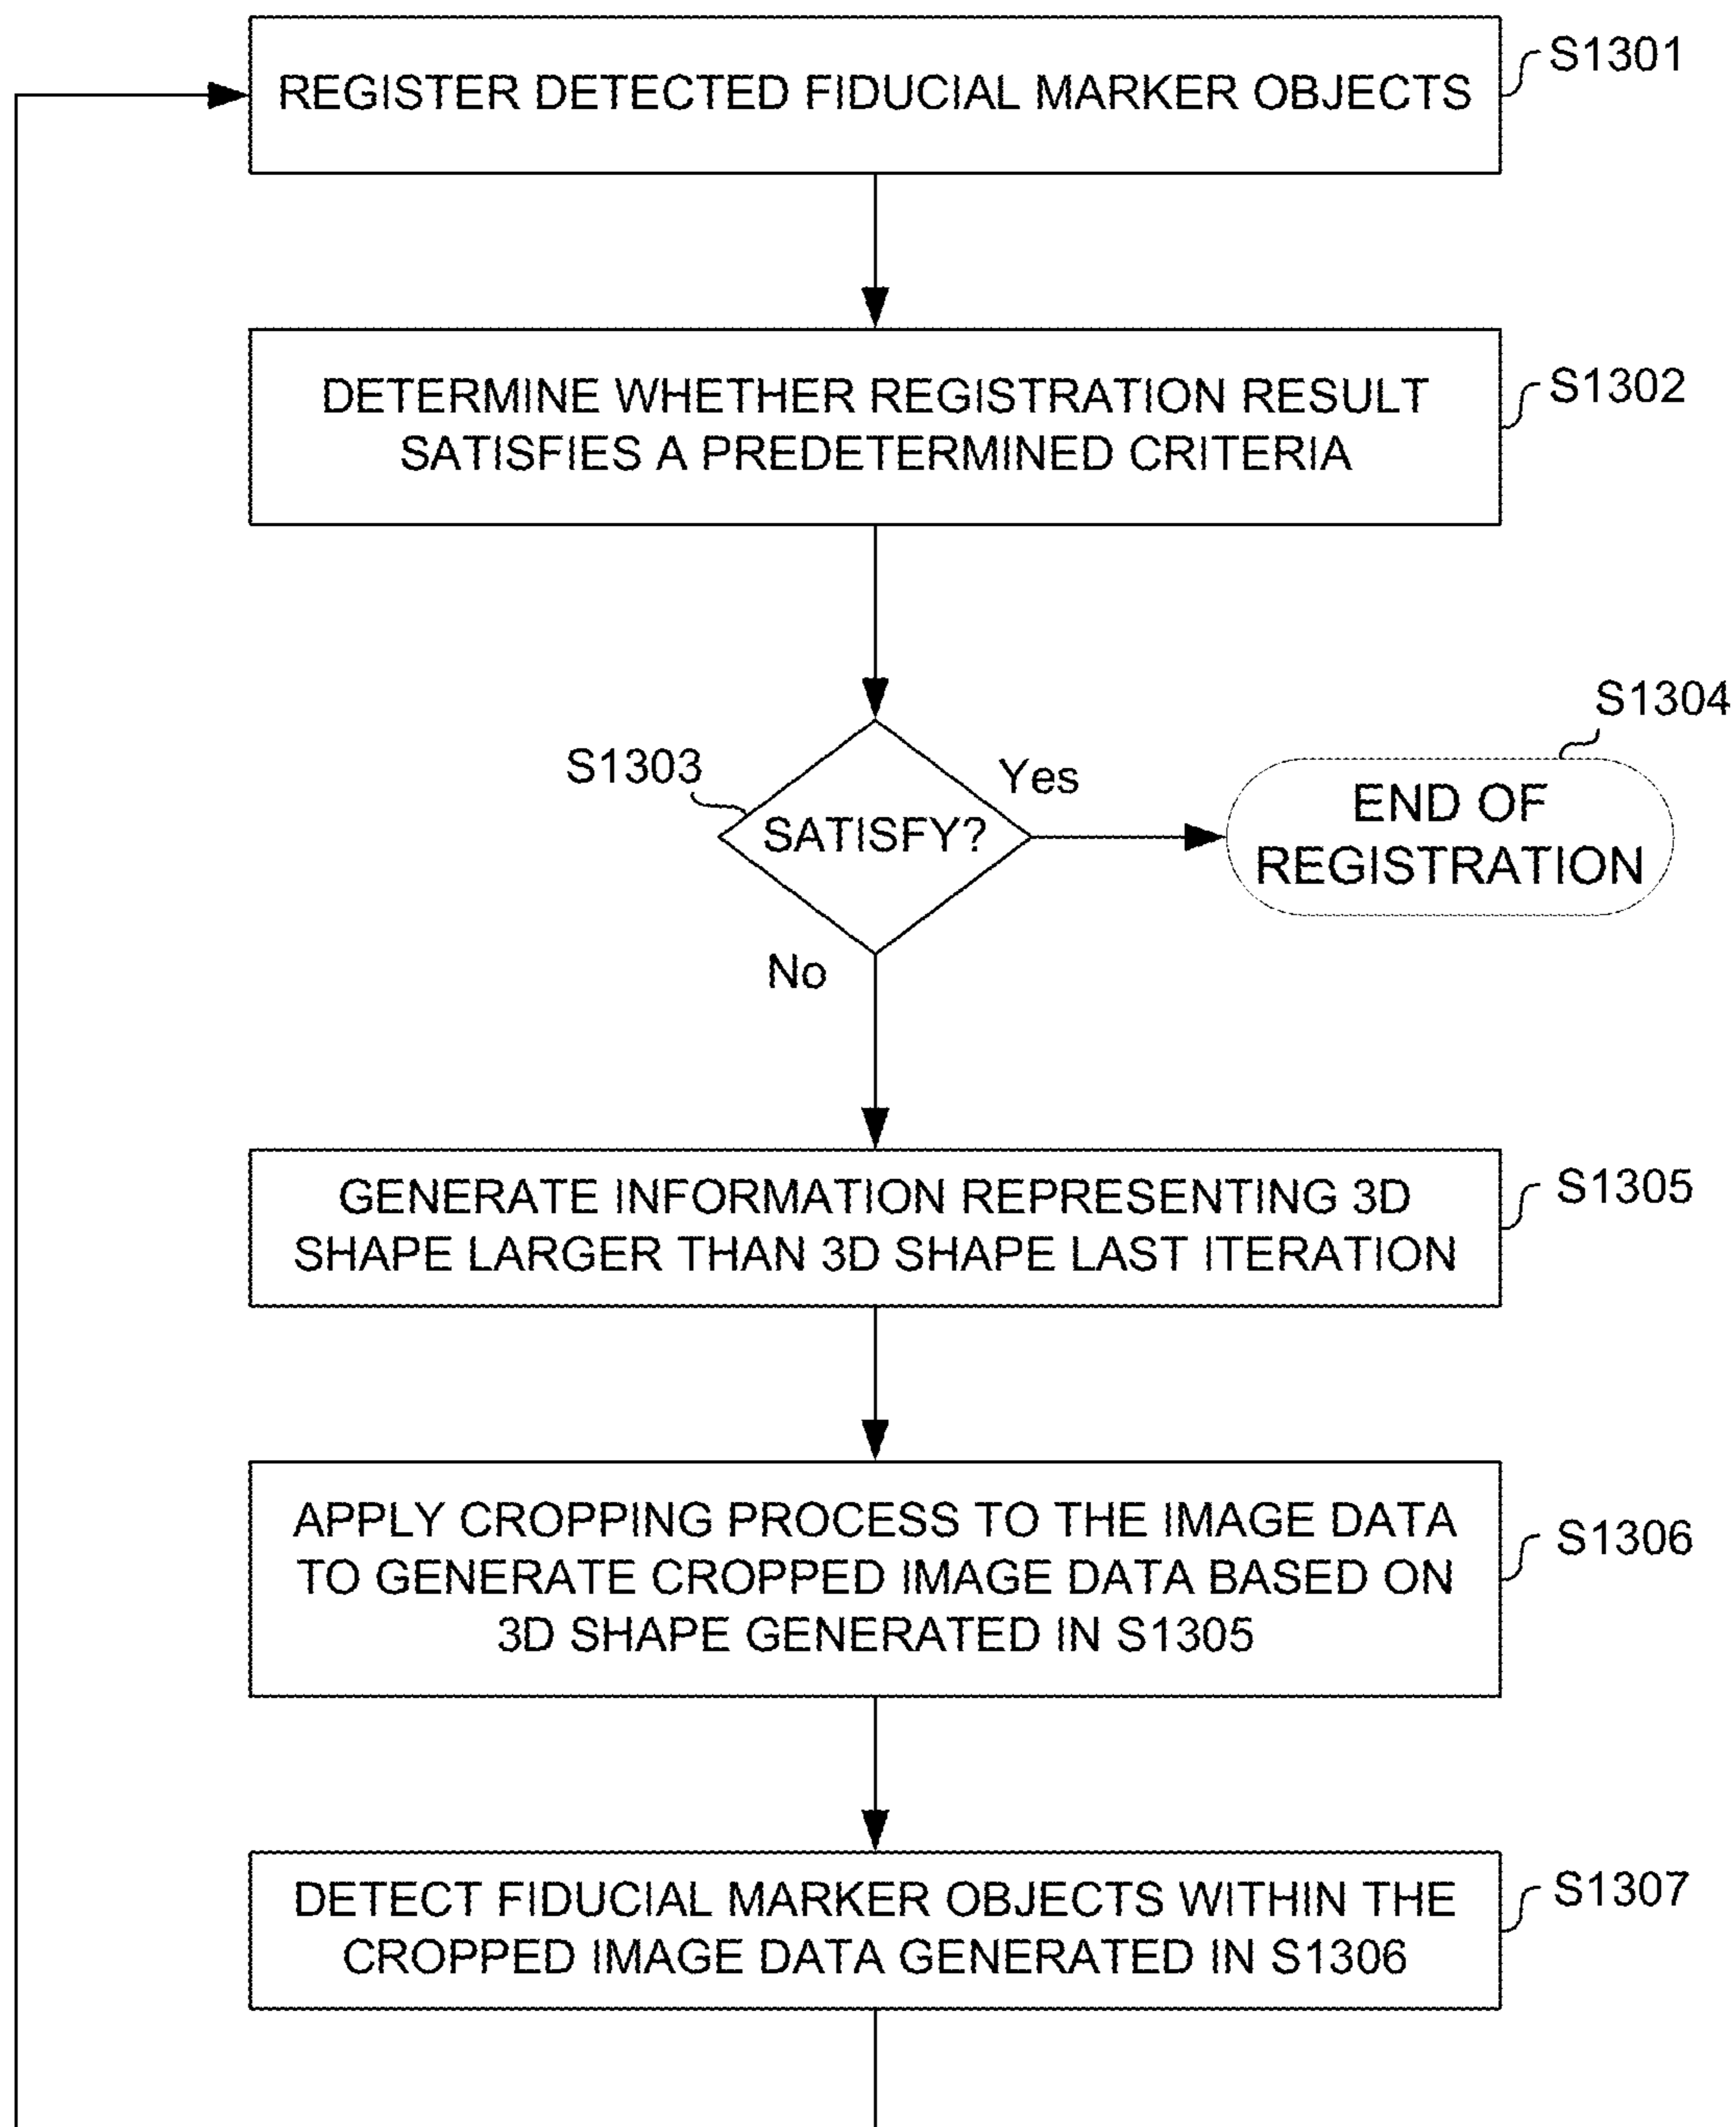 REGISTER DETECTED FIDUCIAL MARKER OBJECTS
S1301
DETERMINE WHETHER REGISTRATION RESULT
SATISFIES A PREDETERMINED CRITERIA
S1302
S1303
SATISFY?
Yes
S1304
END OF
REGISTRATION
No
GENERATE INFORMATION REPRESENTING 3D
SHAPE LARGER THAN 3D SHAPE LAST ITERATION
S1305
APPLY CROPPING PROCESS TO THE IMAGE DATA
TO GENERATE CROPPED IMAGE DATA BASED ON
3D SHAPE GENERATED IN S1305
S1306
DETECT FIDUCIAL MARKER OBJECTS WITHIN THE
CROPPED IMAGE DATA GENERATED IN S1306
S1307